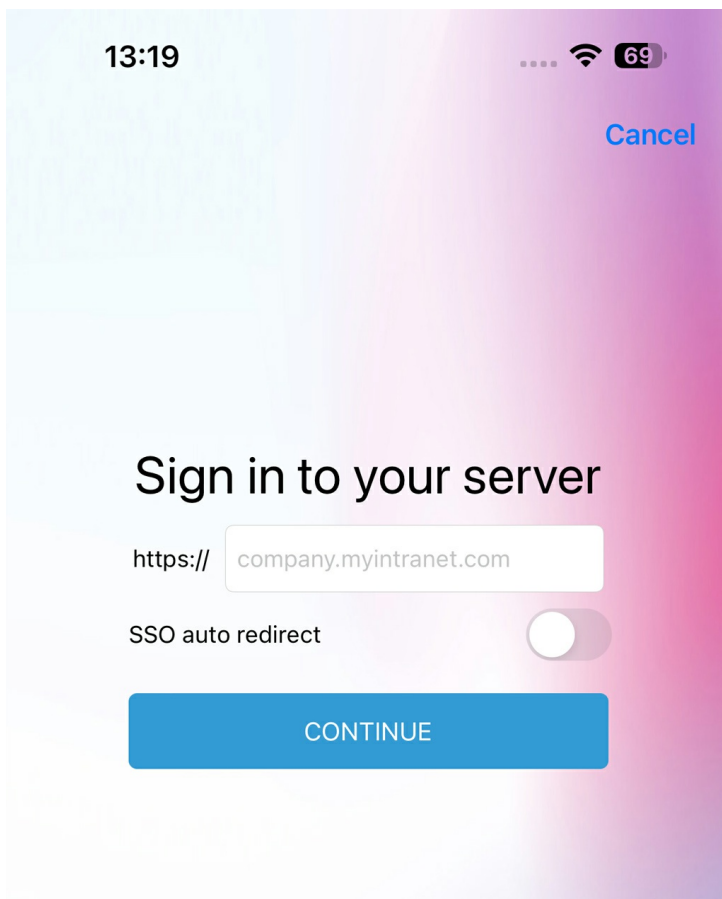 13:19
69
Cancel
Sign in to your server
https:// company.myintranet.com
SSO auto redirect
CONTINUE